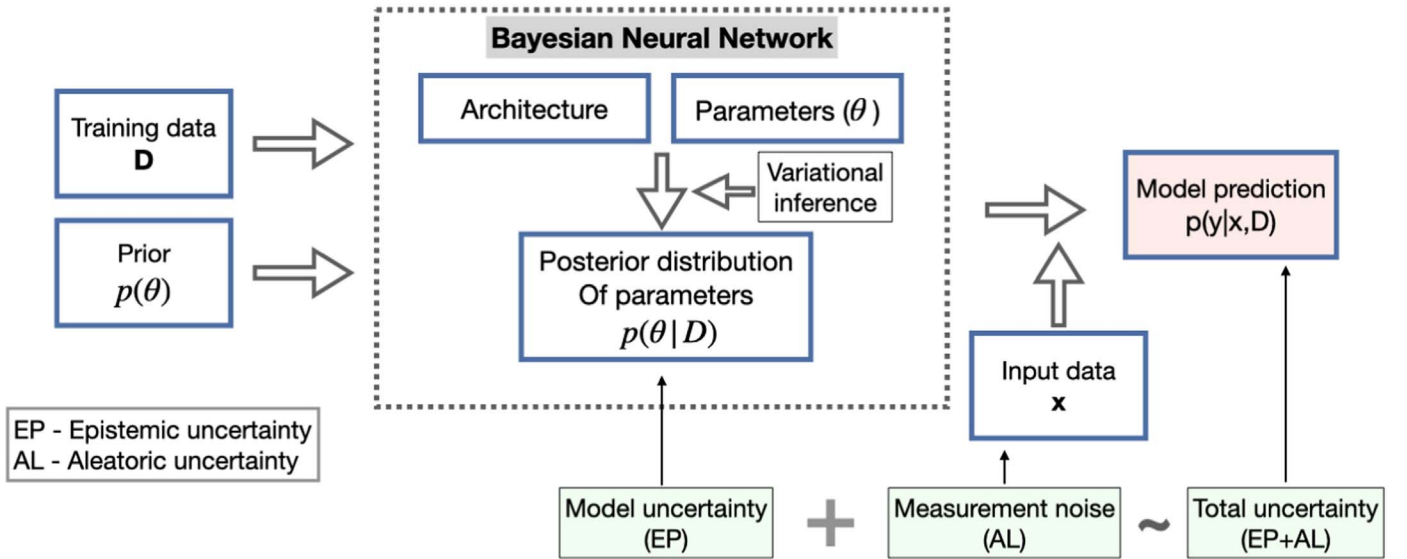 Bayesian Neural Network
Architecture
Parameters (θ)
Training data
D
Variational
inference
Prior
p(θ)
Posterior distribution
Of parameters
p(θ|D)
Model prediction
p(y|x,D)
Input data
x
EP - Epistemic uncertainty
AL - Aleatoric uncertainty
Model uncertainty
(EP)
+
Measurement noise
(AL)
~
Total uncertainty
(EP+AL)